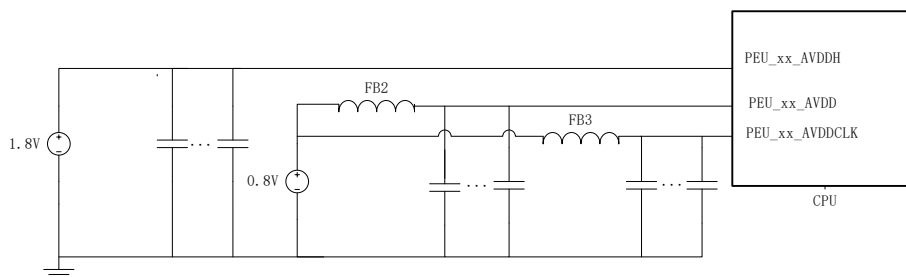 PEU_xx_AVDDH
FB2
PEU_xx_AVDD
FB3
PEU_xx_AVDDCLK
1.8V
...
0.8V
...
...
CPU